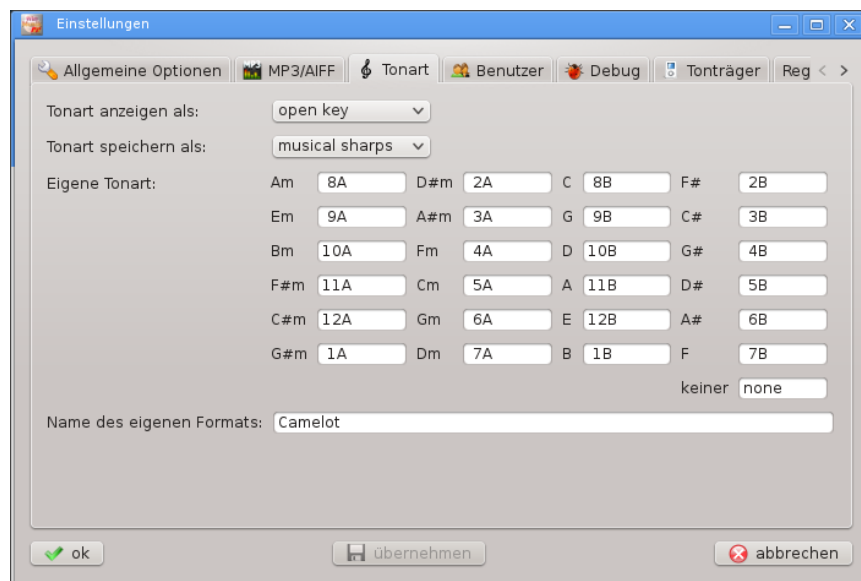 Einstellungen
Allgemeine Optionen MP3/AIFF Tonart Benutzer Debug Tonträger Reg
Tonart anzeigen als: open key
Tonart speichern als: musical sharps
Eigene Tonart: Am 8A D#m 2A C 8B F# 2B
Em 9A A#m 3A G 9B C# 3B
Bm 10A Fm 4A D 10B G# 4B
F#m 11A Cm 5A A 11B D# 5B
C#m 12A Gm 6A E 12B A# 6B
G#m 1A Dm 7A B 1B F 7B
keiner none
Name des eigenen Formats: Camelot
ok übernehmen abbrechen